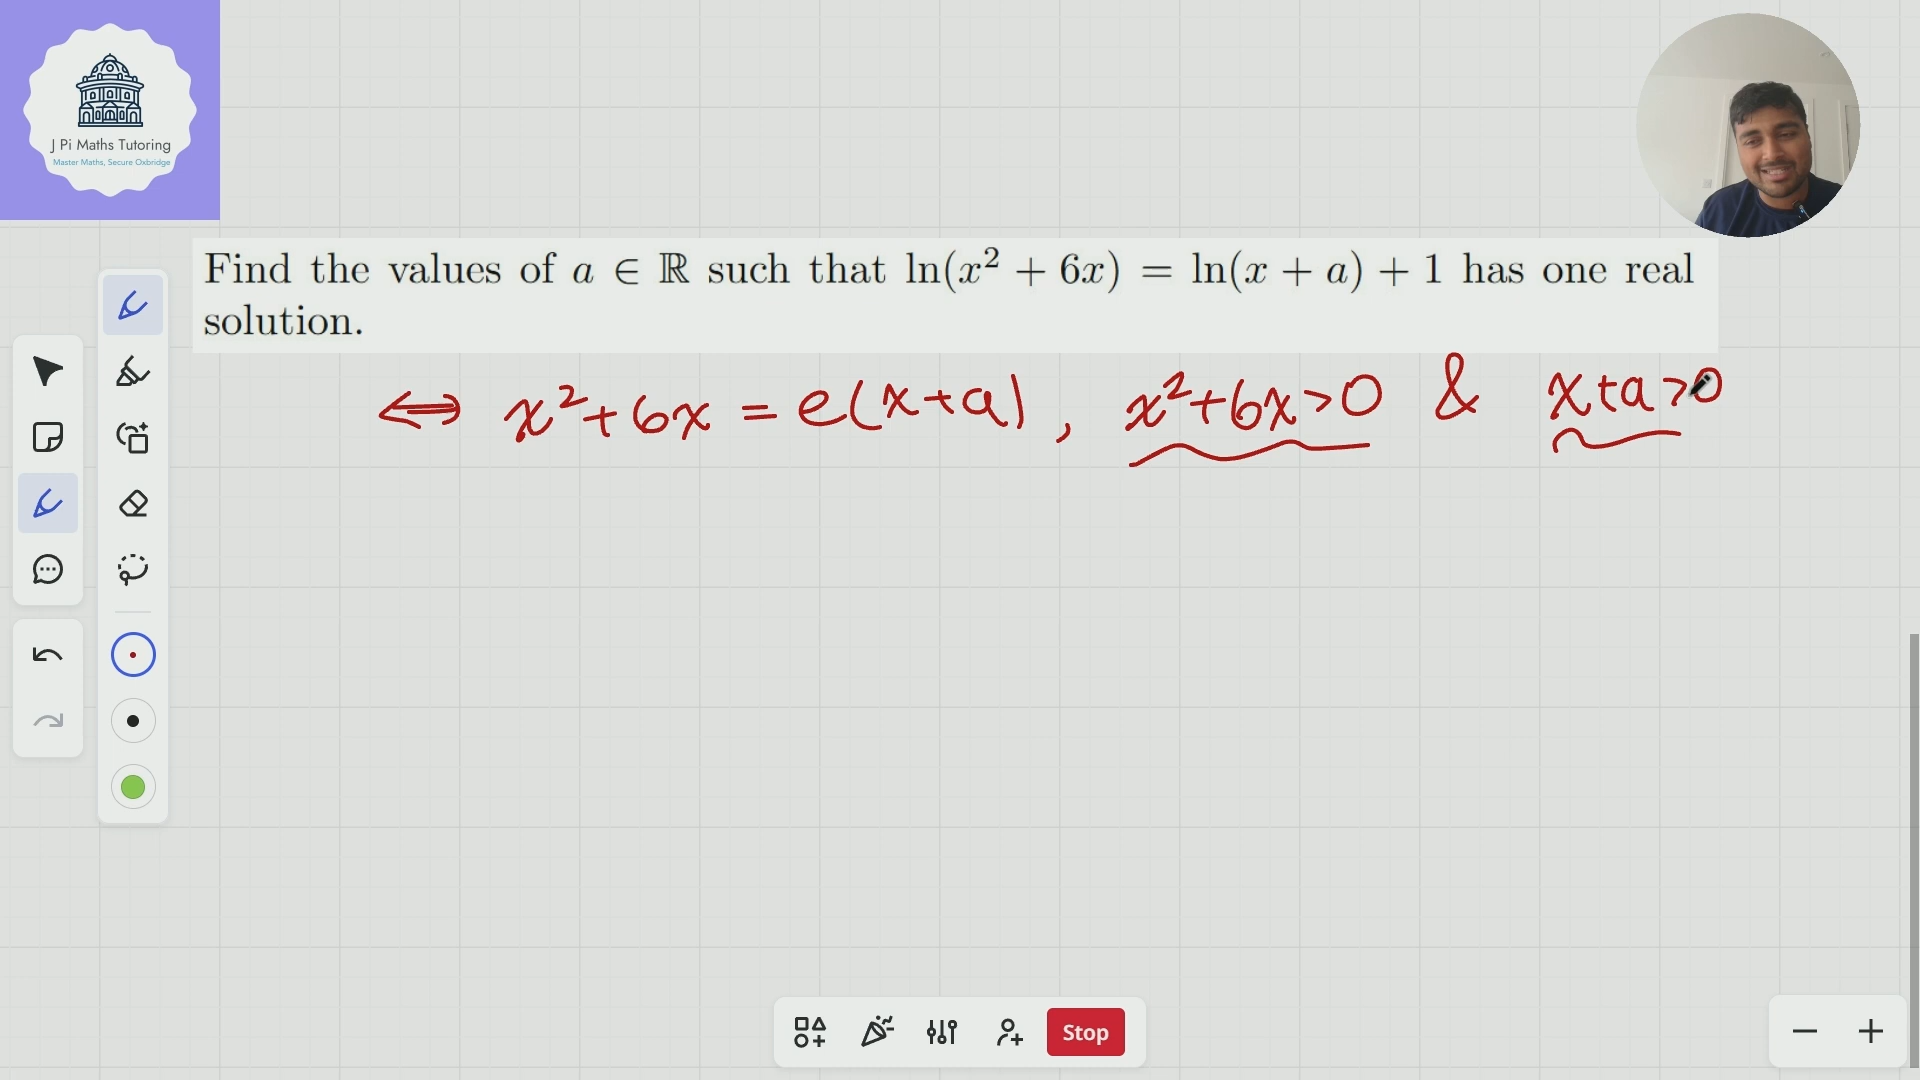 J Pi Maths Tutoring
Master Maths, Secure Oxbridge
Find the values of a ∈ ℝ such that ln(x² + 6x) = ln(x + a) + 1 has one real
solution.
⟺ x²+6x = e(x+a) , x²+6x>0 & x+a>0
Stop